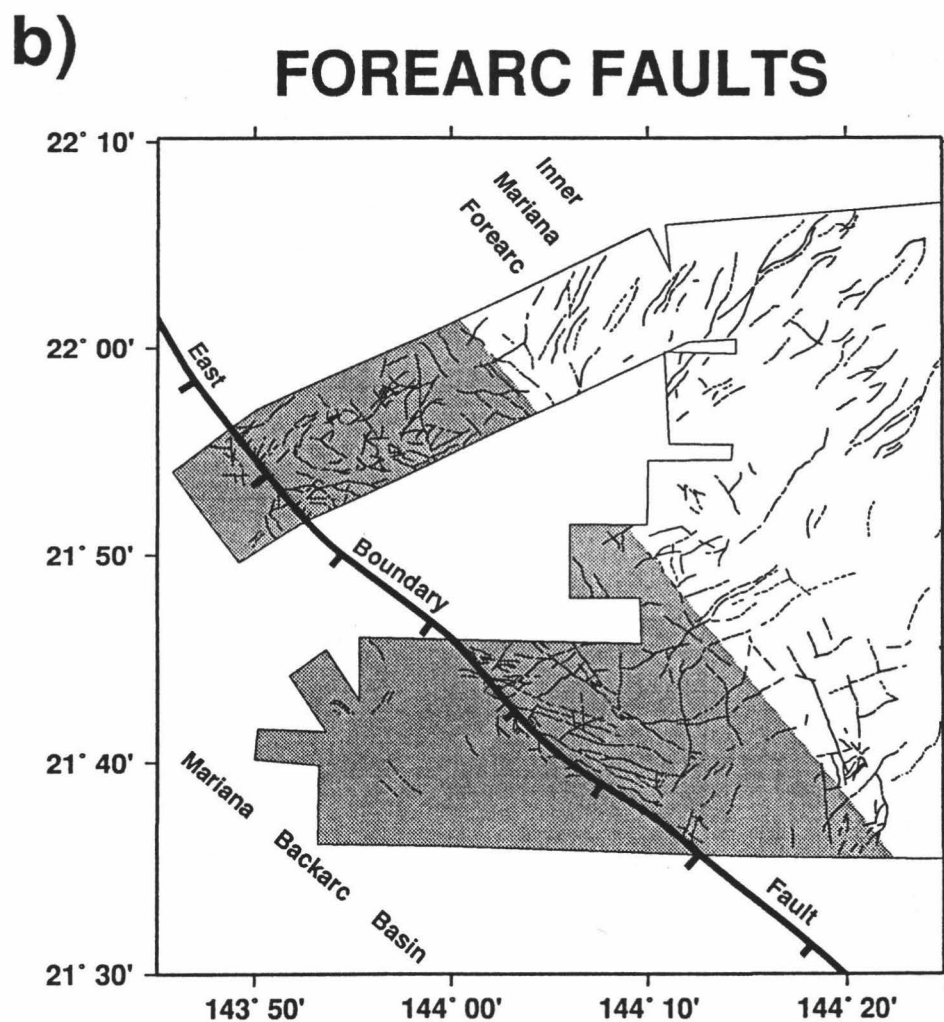 b)
FOREARC FAULTS
22° 10'
22° 00'
21° 50'
21° 40'
21° 30'
Inner
Mariana
Forearc
East
Boundary
Fault
Mariana Backarc Basin
143° 50' 144° 00' 144° 10' 144° 20'